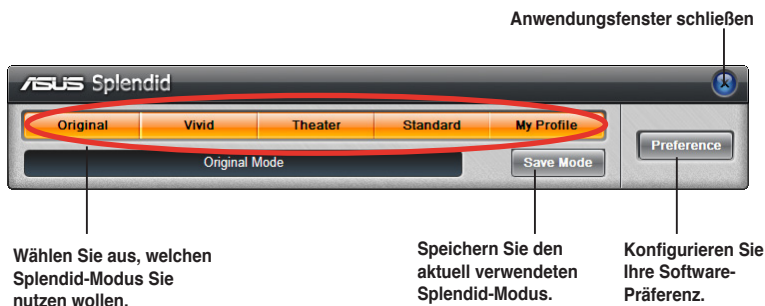 Anwendungsfenster schließen
ASUS Splendid
x
Original Vivid Theater Standard My Profile
Preference
Original Mode Save Mode
Wählen Sie aus, welchen
Splendid-Modus Sie
nutzen wollen.
Speichern Sie den
aktuell verwendeten
Splendid-Modus.
Konfigurieren Sie
Ihre Software-
Präferenz.